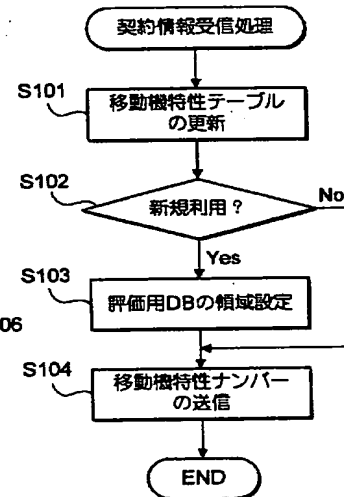 契約情報受信処理
S101
移動機特性テーブル
の更新
S102
新規利用?
No
Yes
S103
評価用DBの領域設定
06
S104
移動機特性ナンバー
の送信
END